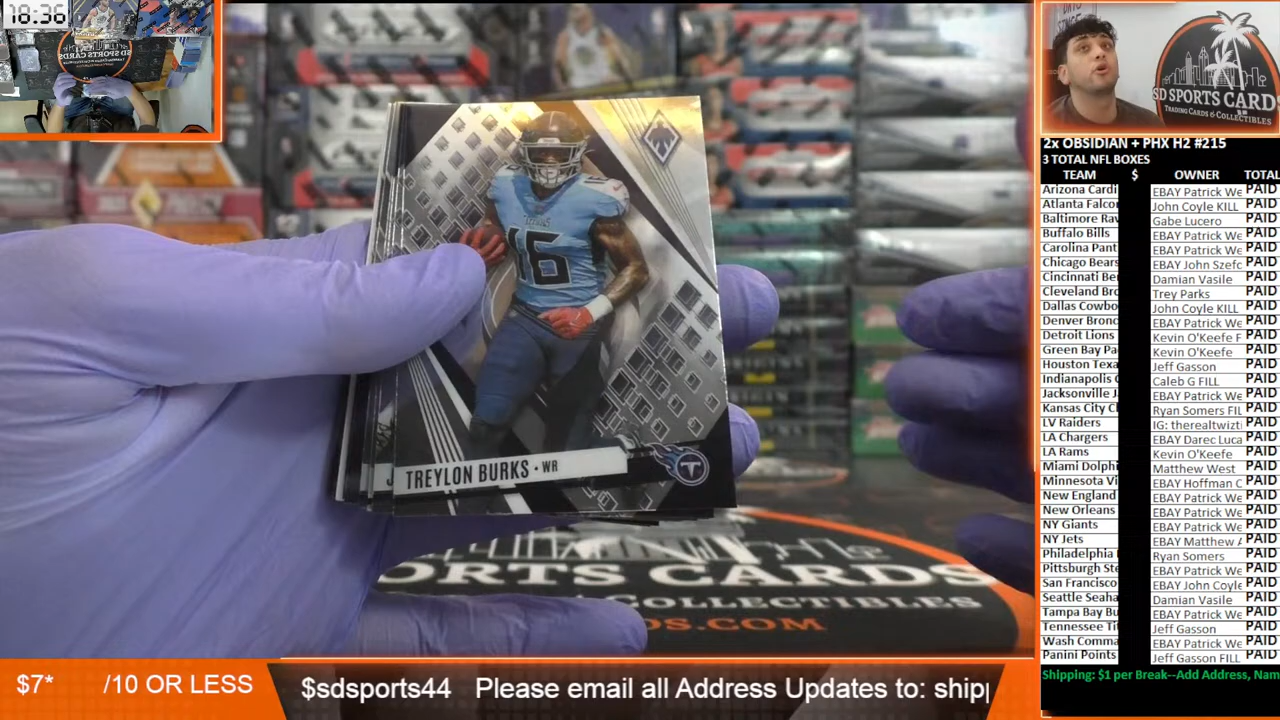 18:36
SD SPORTS CARDS
SD SPORTS CARD
TRADING CARDS & COLLECTIBLES
TITANS
16
TREYLON BURKS • WR
ORTS CARDS
COLLECTIBLES
DS.COM
2x OBSIDIAN + PHX H2 #215
3 TOTAL NFL BOXES
TEAM $ OWNER TOTAL
Arizona Cardi EBAY Patrick We PAID
Atlanta Falcor John Coyle KILL PAID
Baltimore Rav Gabe Lucero PAID
Buffalo Bills EBAY Patrick We PAID
Carolina Pant EBAY Patrick We PAID
Chicago Bears EBAY John Szefc PAID
Cincinnati Be Damian Vasile PAID
Cleveland Bro Trey Parks PAID
Dallas Cowbo John Coyle KILL PAID
Denver Bronc EBAY Patrick We PAID
Detroit Lions Kevin O'Keefe F PAID
Green Bay Pa Kevin O'Keefe PAID
Houston Texa Jeff Gasson PAID
Indianapolis C Caleb G FILL PAID
Jacksonville J EBAY Patrick We PAID
Kansas City Cl Ryan Somers FIL PAID
LV Raiders IG: therealtwizti PAID
LA Chargers EBAY Darec Luca PAID
LA Rams Kevin O'Keefe PAID
Miami Dolphi Matthew West PAID
Minnesota Vi EBAY Hoffman C PAID
New England EBAY Patrick We PAID
New Orleans EBAY Patrick We PAID
NY Giants EBAY Patrick We PAID
NY Jets EBAY Matthew A PAID
Philadelphia Ryan Somers PAID
Pittsburgh Ste EBAY Patrick We PAID
San Francisco EBAY John Coyle PAID
Seattle Seaha Damian Vasile PAID
Tampa Bay Bu EBAY Patrick We PAID
Tennessee Tit Jeff Gasson PAID
Wash Comma EBAY Patrick We PAID
Panini Points Jeff Gasson FILL PAID
Shipping: $1 per Break--Add Address, Nam
$7* /10 OR LESS $sdsports44 Please email all Address Updates to: shipp